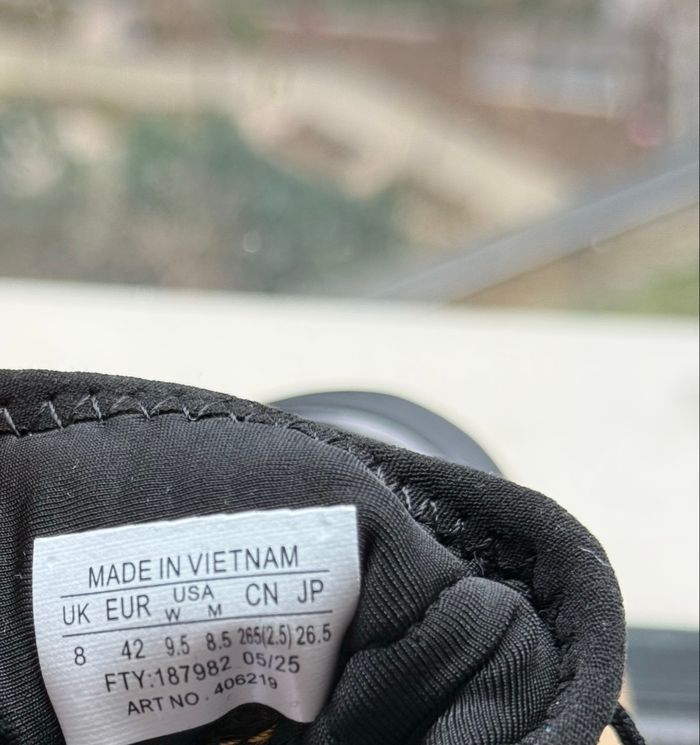 MADE IN VIETNAM
UK EUR USA W M CN JP
8 42 9.5 8.5 265(2.5) 26.5
FTY:187982 05/25
ART NO. 406219